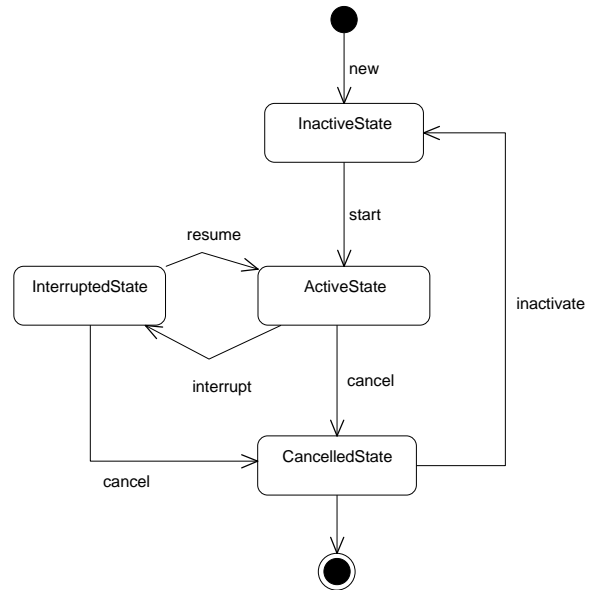 new
InactiveState
start
resume
InterruptedState
ActiveState
inactivate
interrupt
cancel
CancelledState
cancel